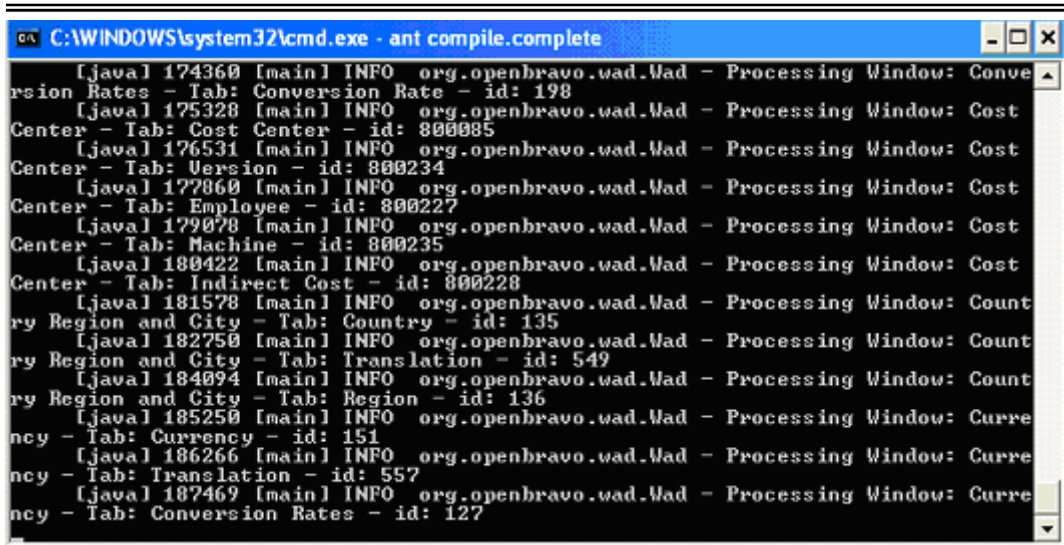 C:\WINDOWS\system32\cmd.exe - ant compile.complete
[java] 174360 [main] INFO org.openbravo.wad.Wad - Processing Window: Conve
rsion Rates - Tab: Conversion Rate - id: 198
[java] 175328 [main] INFO org.openbravo.wad.Wad - Processing Window: Cost
Center - Tab: Cost Center - id: 800085
[java] 176531 [main] INFO org.openbravo.wad.Wad - Processing Window: Cost
Center - Tab: Version - id: 800234
[java] 177860 [main] INFO org.openbravo.wad.Wad - Processing Window: Cost
Center - Tab: Employee - id: 800227
[java] 179078 [main] INFO org.openbravo.wad.Wad - Processing Window: Cost
Center - Tab: Machine - id: 800235
[java] 180422 [main] INFO org.openbravo.wad.Wad - Processing Window: Cost
Center - Tab: Indirect Cost - id: 800228
[java] 181578 [main] INFO org.openbravo.wad.Wad - Processing Window: Count
ry Region and City - Tab: Country - id: 135
[java] 182750 [main] INFO org.openbravo.wad.Wad - Processing Window: Count
ry Region and City - Tab: Translation - id: 549
[java] 184094 [main] INFO org.openbravo.wad.Wad - Processing Window: Count
ry Region and City - Tab: Region - id: 136
[java] 185250 [main] INFO org.openbravo.wad.Wad - Processing Window: Curre
ncy - Tab: Currency - id: 151
[java] 186266 [main] INFO org.openbravo.wad.Wad - Processing Window: Curre
ncy - Tab: Translation - id: 557
[java] 187469 [main] INFO org.openbravo.wad.Wad - Processing Window: Curre
ncy - Tab: Conversion Rates - id: 127